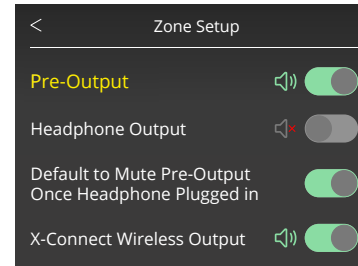 < Zone Setup
Pre-Output
Headphone Output
Default to Mute Pre-Output
Once Headphone Plugged in
X-Connect Wireless Output